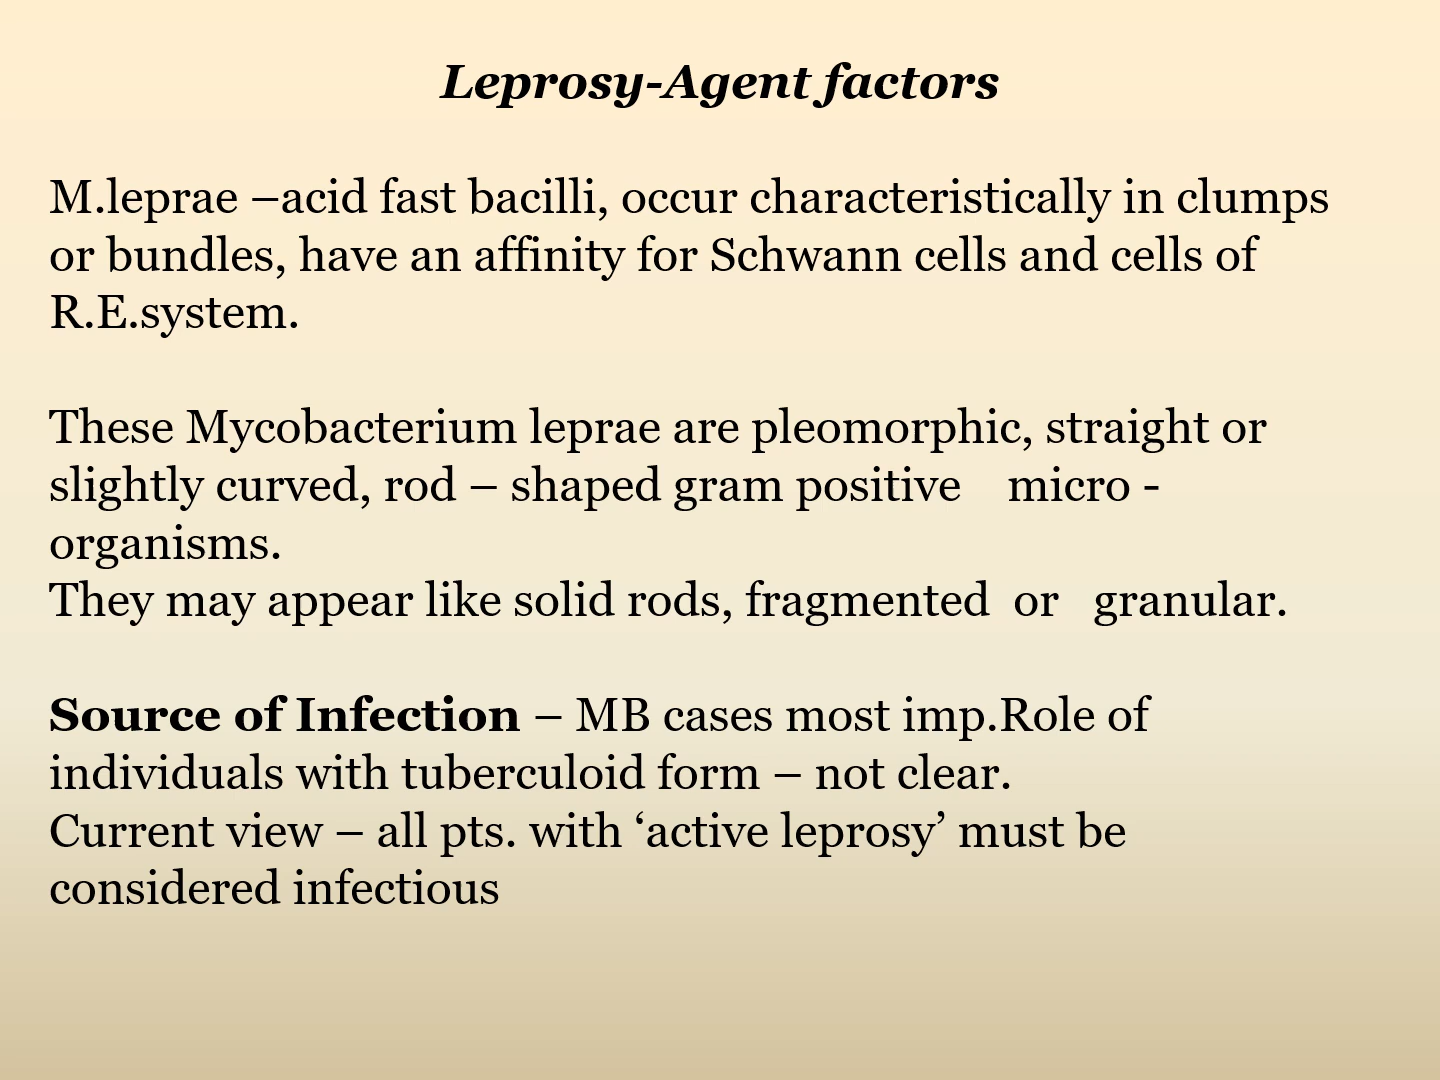 Leprosy-Agent factors
M.leprae –acid fast bacilli, occur characteristically in clumps
or bundles, have an affinity for Schwann cells and cells of
R.E.system.
These Mycobacterium leprae are pleomorphic, straight or
slightly curved, rod – shaped gram positive    micro -
organisms.
They may appear like solid rods, fragmented  or   granular.
Source of Infection – MB cases most imp.Role of
individuals with tuberculoid form – not clear.
Current view – all pts. with ‘active leprosy’ must be
considered infectious